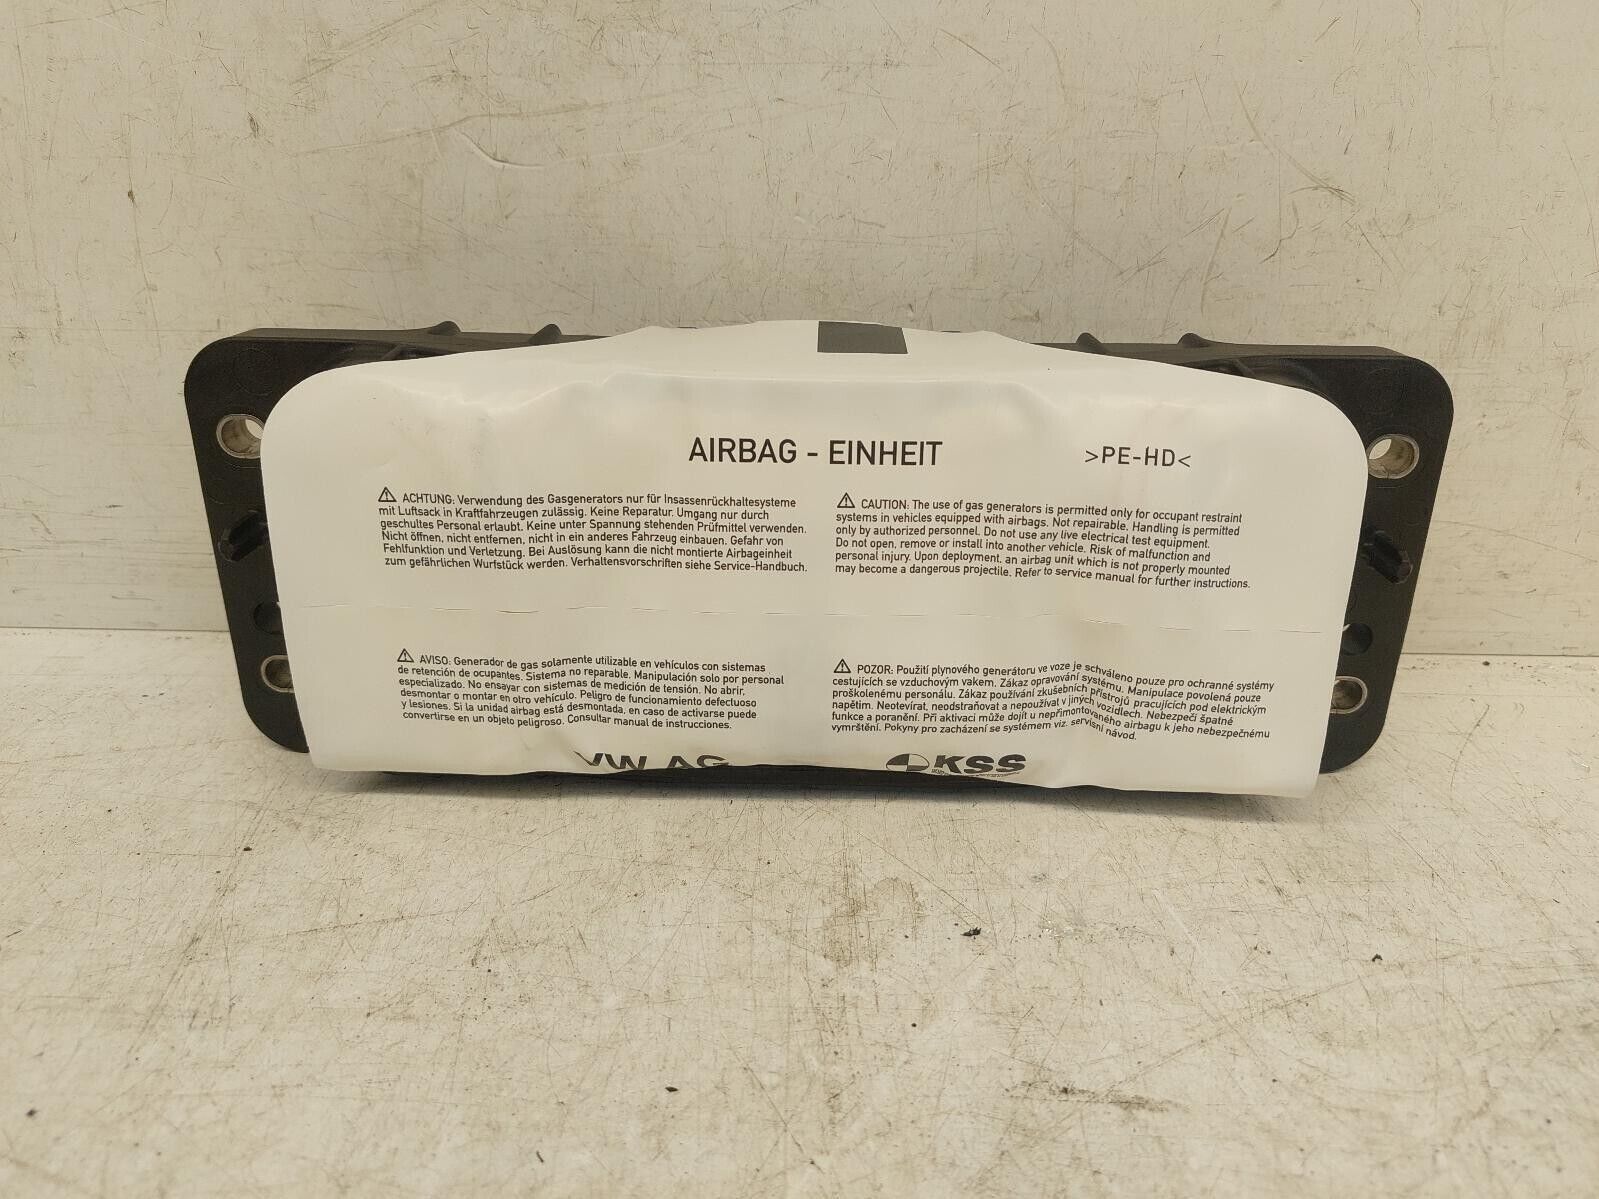 AIRBAG - EINHEIT
>PE-HD<
ACHTUNG: Verwendung des Gasgenerators nur für Insassenrückhaltesysteme
mit Luftsack in Kraftfahrzeugen zulässig. Keine Reparatur. Umgang nur durch
geschultes Personal erlaubt. Keine unter Spannung stehenden Prüfmittel verwenden.
Nicht öffnen, nicht entfernen, nicht in ein anderes Fahrzeug einbauen. Gefahr von
Fehlfunktion und Verletzung. Bei Auslösung kann die nicht montierte Airbageinheit
zum gefährlichen Wurfstück werden. Verhaltensvorschriften siehe Service-Handbuch.
CAUTION: The use of gas generators is permitted only for occupant restraint
systems in vehicles equipped with airbags. Not repairable. Handling is permitted
only by authorized personnel. Do not use any live electrical test equipment.
Do not open, remove or install into another vehicle. Risk of malfunction and
personal injury. Upon deployment, an airbag unit which is not properly mounted
may become a dangerous projectile. Refer to service manual for further instructions.
AVISO: Generador de gas solamente utilizable en vehículos con sistemas
de retención de ocupantes. Sistema no reparable. Manipulación solo por personal
especializado. No ensayar con sistemas de medición de tensión. No abrir,
desmontar o montar en otro vehículo. Peligro de funcionamiento defectuoso
y lesiones. Si la unidad airbag está desmontada, en caso de activarse puede
convertirse en un objeto peligroso. Consultar manual de instrucciones.
POZOR: Použití plynového generátoru ve voze je schváleno pouze pro ochranné systémy
cestujících se vzduchovým vakem. Zákaz opravování systému. Manipulace povolená pouze
proškolenému personálu. Zákaz používání zkušebních přístrojů pracujících pod elektrickým
napětím. Neotevírat, neodstraňovat a nepoužívat v jiných vozidlech. Nebezpečí špatné
funkce a poranění. Při aktivaci může dojít u nepřimontovaného airbagu k jeho nebezpečnému
vymrštění. Pokyny pro zacházení se systémem viz. servisní návod.
VW AG
KSS